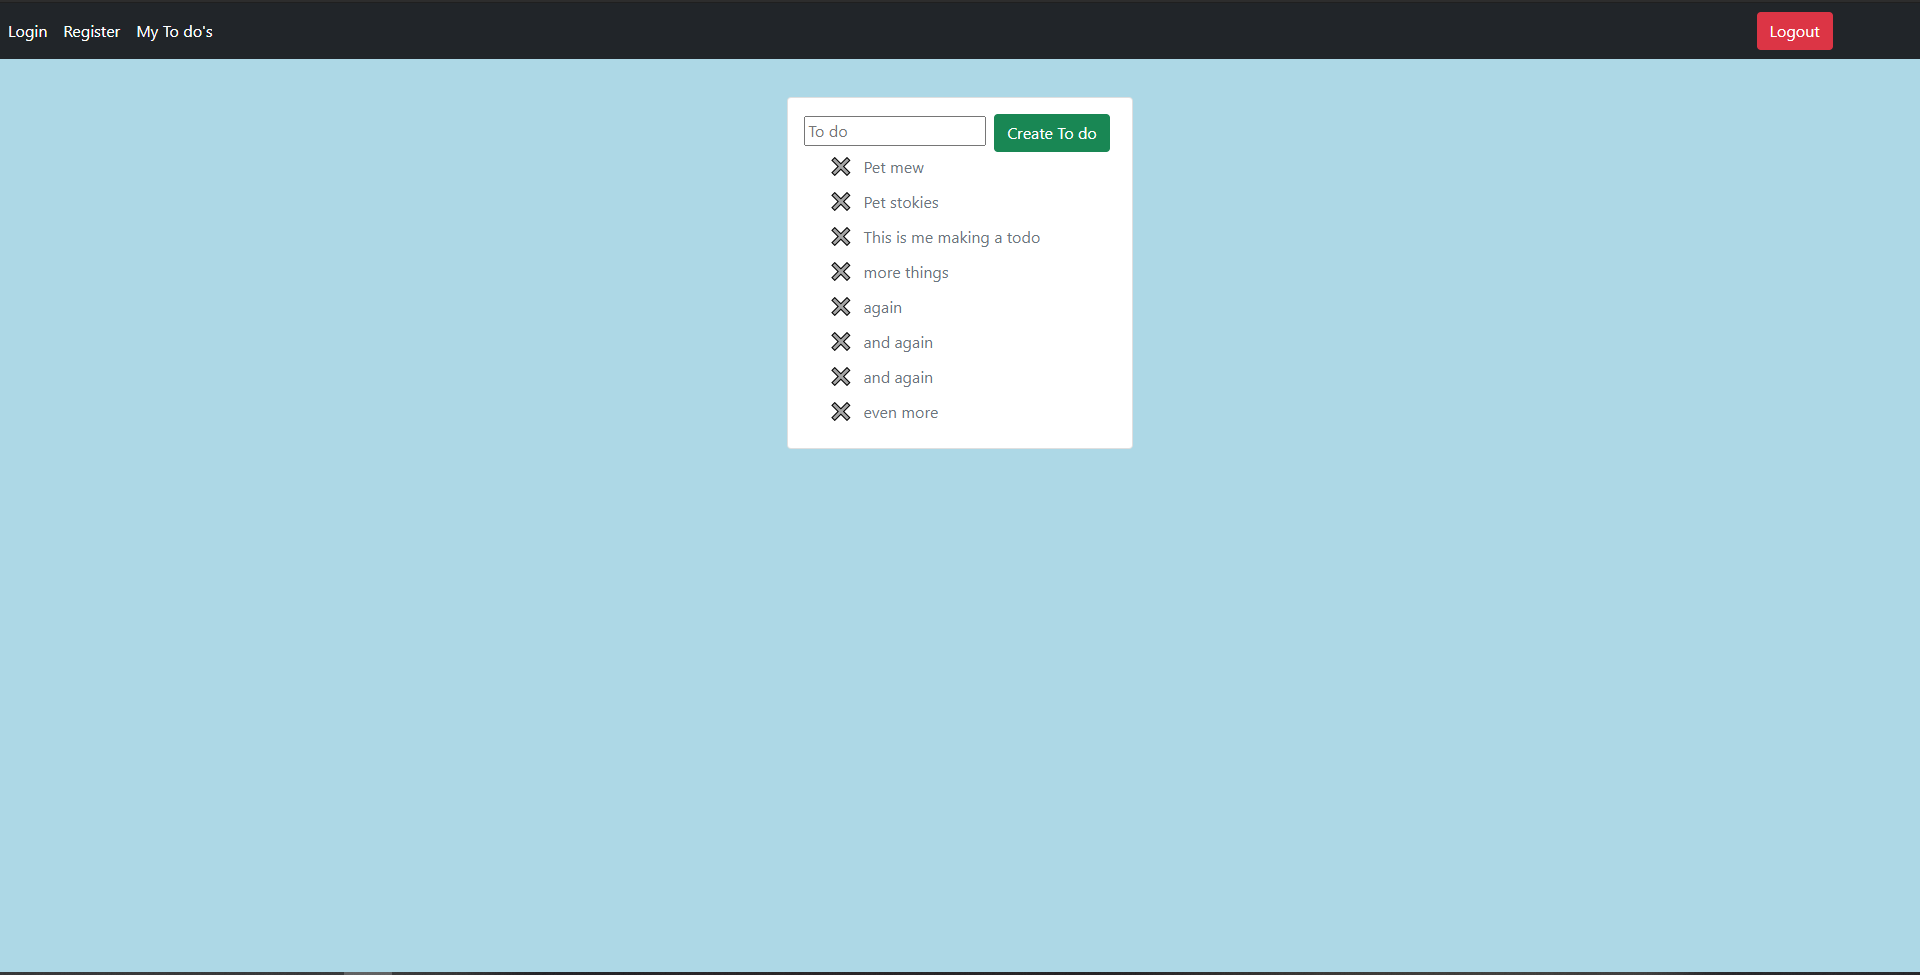 Login Register My To do's Logout
To do Create To do
Pet mew
Pet stokies
This is me making a todo
more things
again
and again
and again
even more